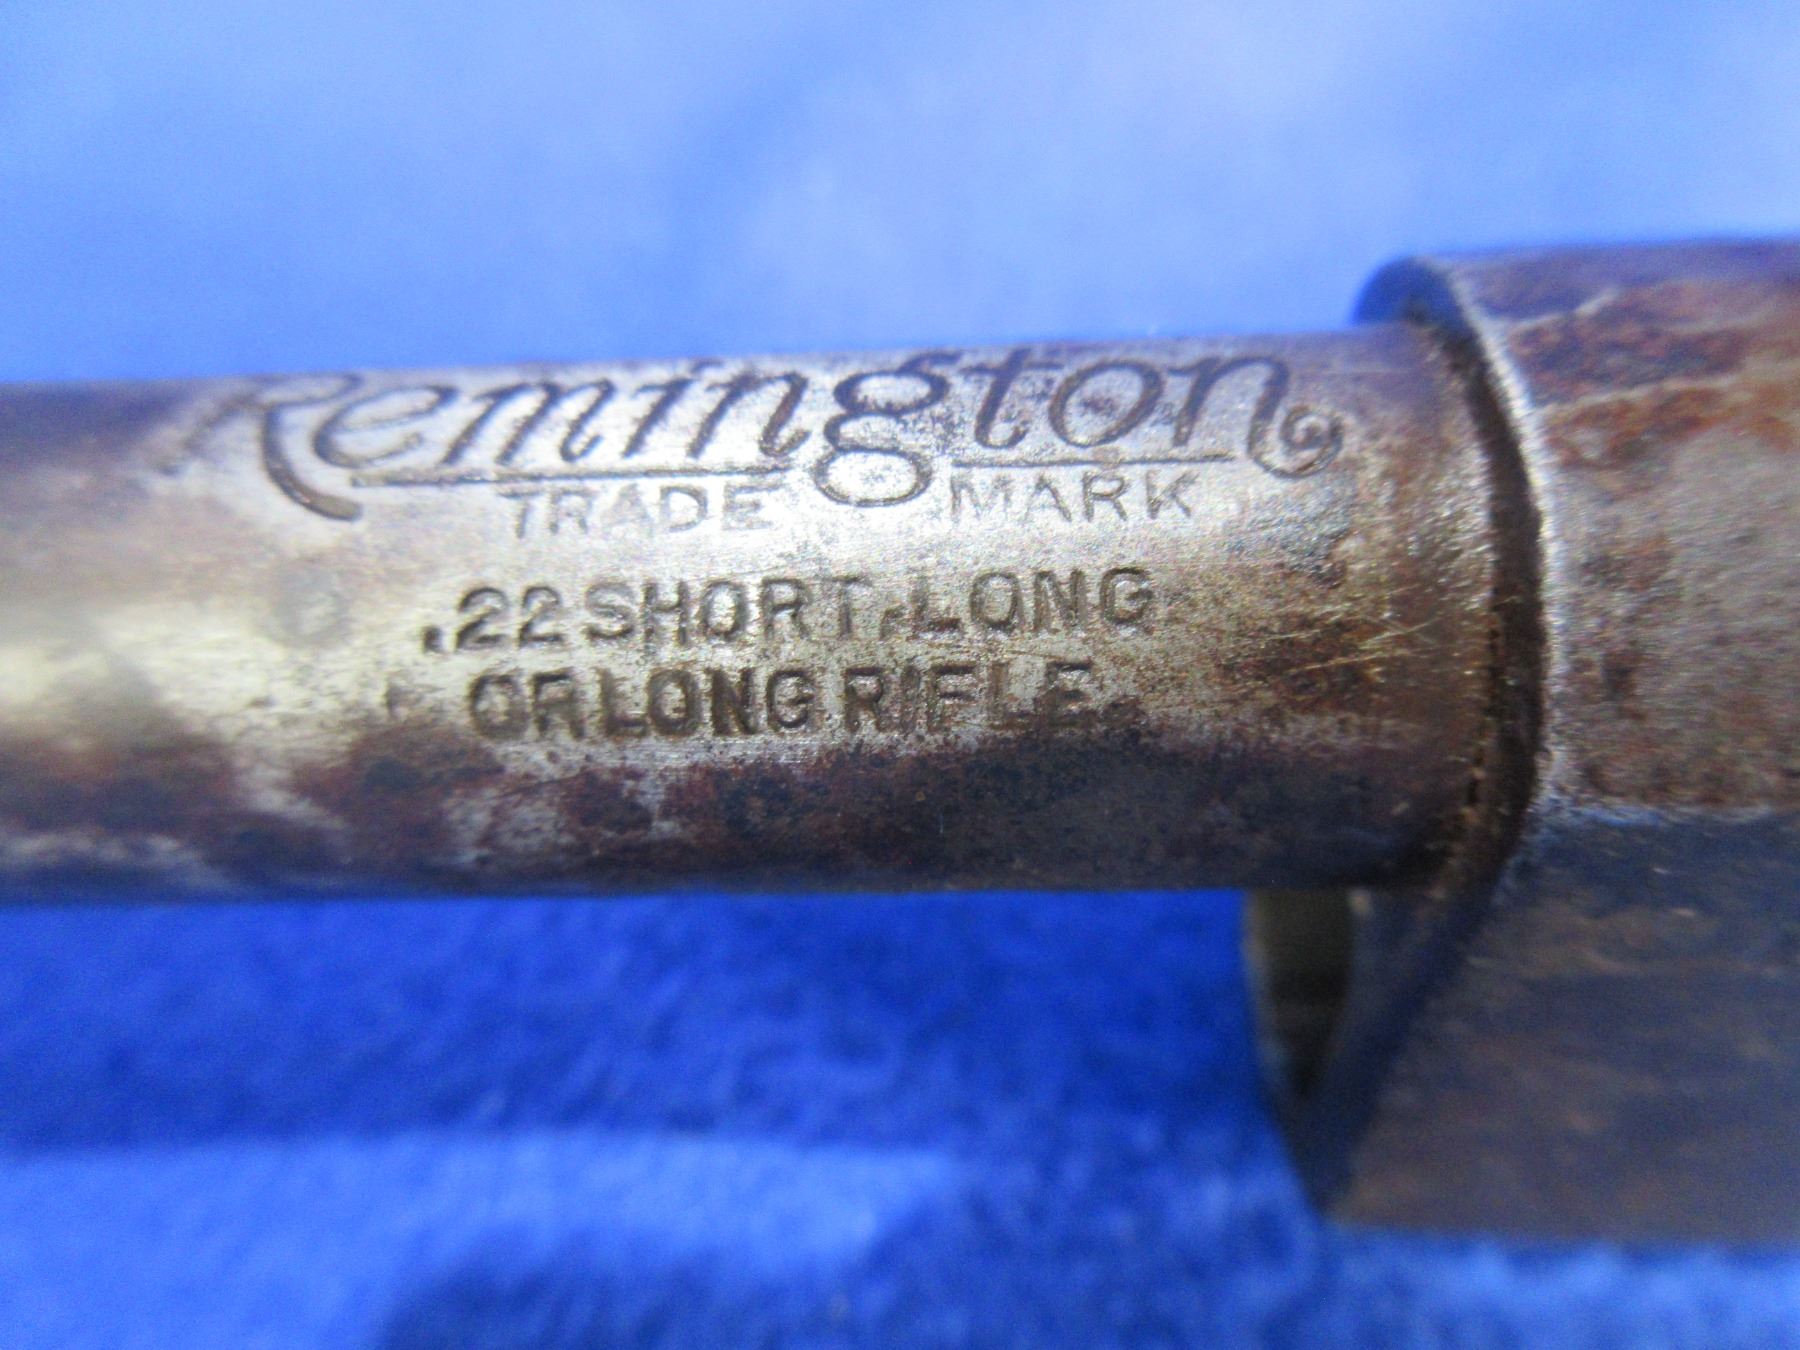 Remington
TRADE MARK
.22 SHORT, LONG
OR LONG RIFLE.